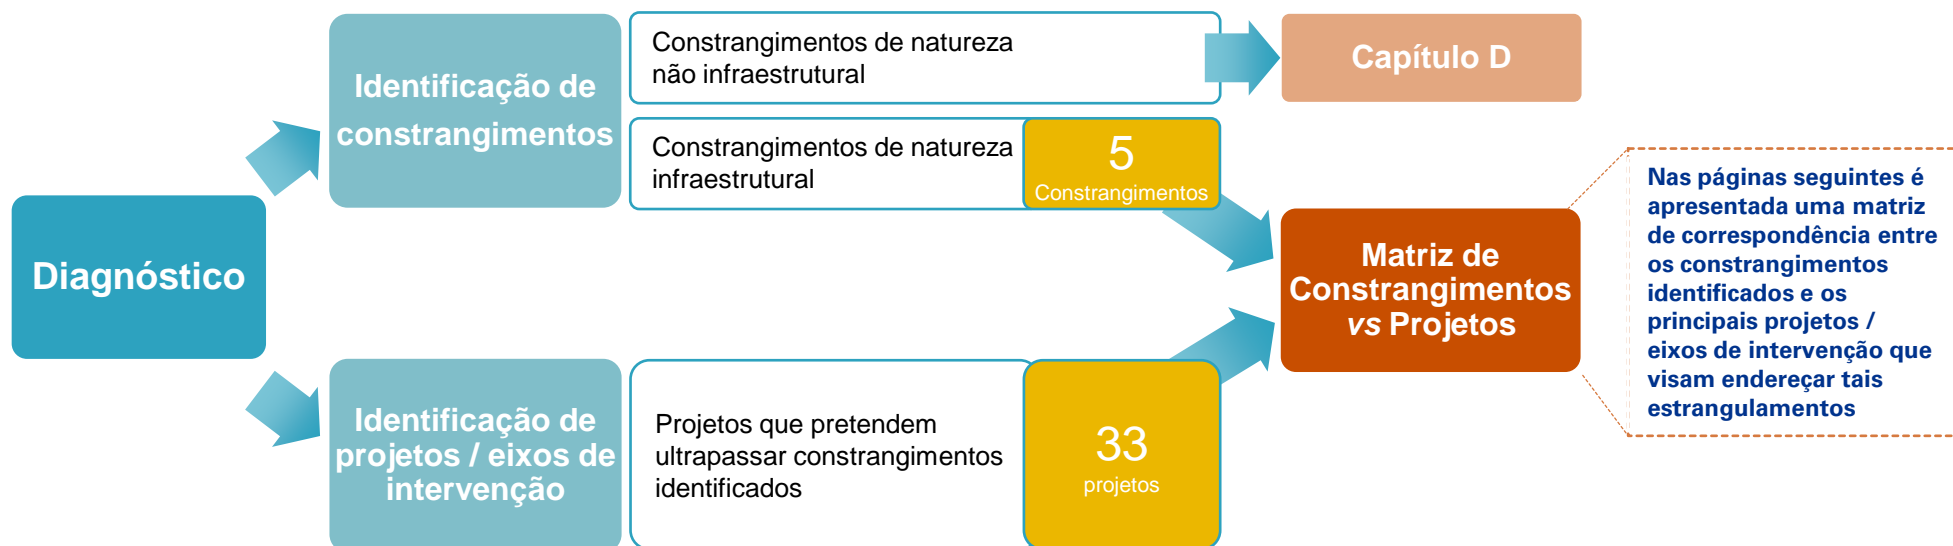 Diagnóstico
Identificação de
constrangimentos
Constrangimentos de natureza
não infraestrutural
Capítulo D
Constrangimentos de natureza
infraestrutural
5
Constrangimentos
Identificação de
projetos / eixos de
intervenção
Projetos que pretendem
ultrapassar constrangimentos
identificados
33
projetos
Matriz de
Constrangimentos
vs Projetos
Nas páginas seguintes é
apresentada uma matriz
de correspondência entre
os constrangimentos
identificados e os
principais projetos /
eixos de intervenção que
visam endereçar tais
estrangulamentos